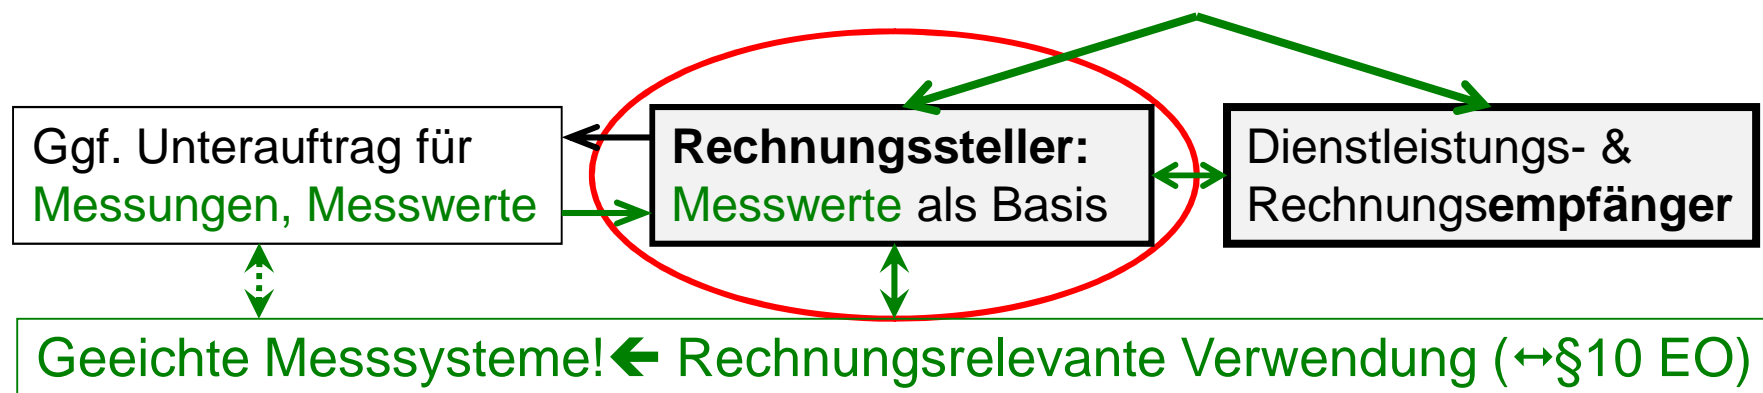 Ggf. Unterauftrag für
Messungen, Messwerte
Rechnungssteller:
Messwerte als Basis
Dienstleistungs- &
Rechnungsempfänger
Geeichte Messsysteme!🡸 Rechnungsrelevante Verwendung (↔§10 EO)